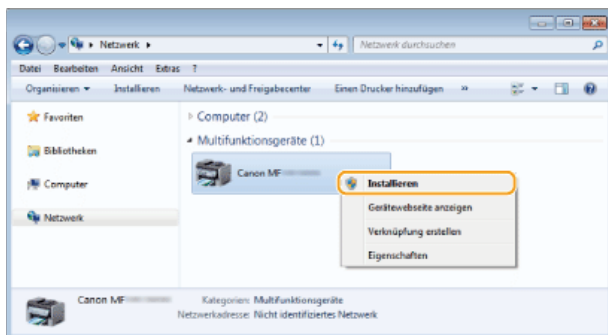 Netzwerk
Netzwerk durchsuchen
Datei Bearbeiten Ansicht Extras ?
Organisieren Installieren Netzwerk- und Freigabecenter Einen Drucker hinzufügen »
Favoriten
Bibliotheken
Computer
Netzwerk
Computer (2)
Multifunktionsgeräte (1)
Canon MF
Installieren
Gerätewebseite anzeigen
Verknüpfung erstellen
Eigenschaften
Canon MF Kategorien: Multifunktionsgeräte
Netzwerkadresse: Nicht identifiziertes Netzwerk